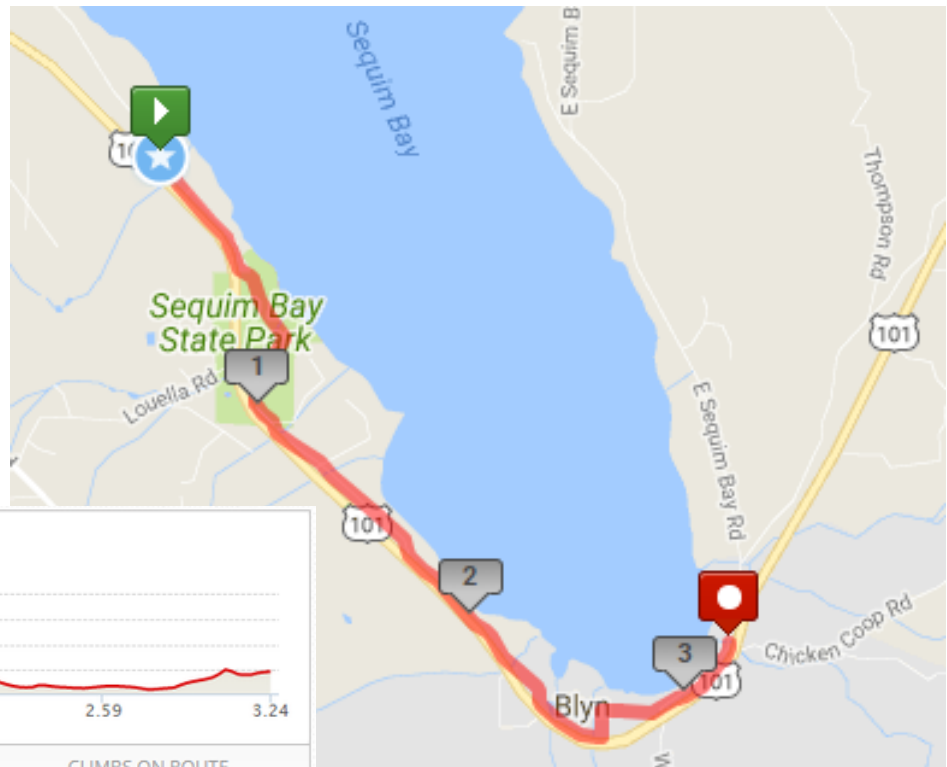 E Sequim B
Sequim Bay
10
Thompson Rd
101
Sequim Bay
State Park
1
Louella Rd
E Sequim Bay Rd
101
2
Chicken Coop Rd
3
101
Blyn
W
2.59
3.24
CLIMBS ON ROUTE